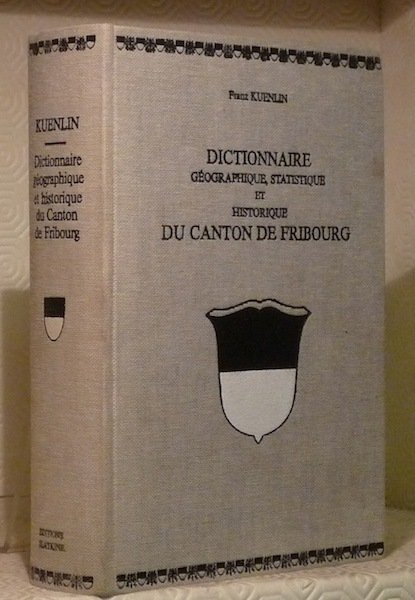 KUENLIN
Dictionnaire
géographique
et historique
du Canton
de Fribourg
EDITIONS
SLATKINE
Franz KUENLIN
DICTIONNAIRE
GÉOGRAPHIQUE, STATISTIQUE
ET
HISTORIQUE
DU CANTON DE FRIBOURG